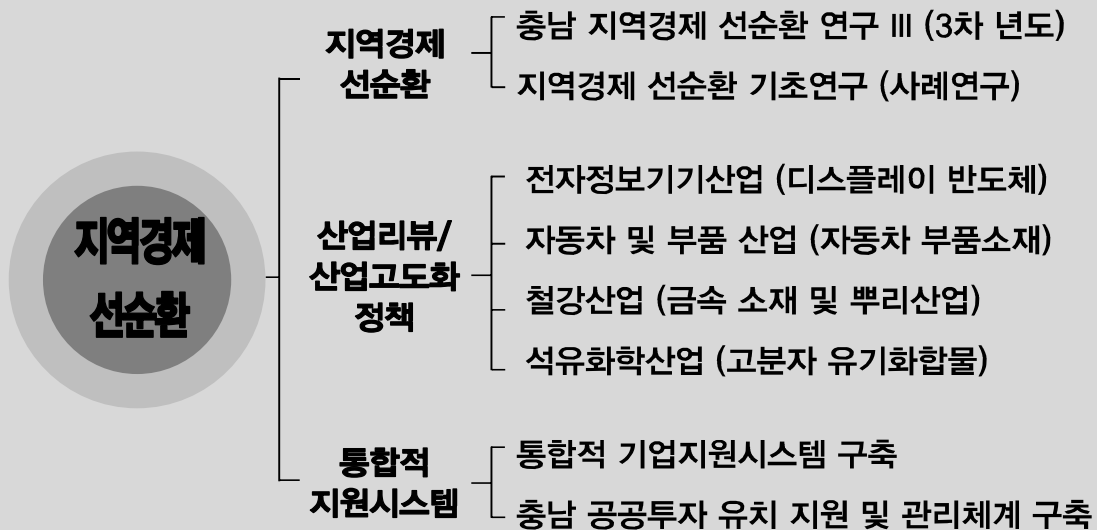 지역경제
선순환
지역경제
선순환
충남 지역경제 선순환 연구 III (3차 년도)
지역경제 선순환 기초연구 (사례연구)
산업리뷰/
산업고도화
정책
전자정보기기산업 (디스플레이 반도체)
자동차 및 부품 산업 (자동차 부품소재)
철강산업 (금속 소재 및 뿌리산업)
석유화학산업 (고분자 유기화합물)
통합적
지원시스템
통합적 기업지원시스템 구축
충남 공공투자 유치 지원 및 관리체계 구축